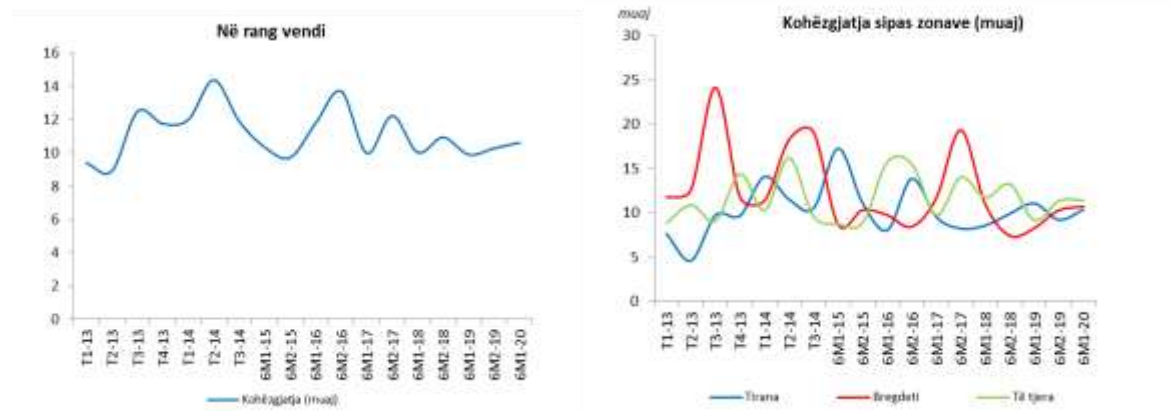 Në rang vendi
16
14
12
10
8
6
4
2
0
T1-13
T2-13
T3-13
T4-13
T1-14
T2-14
T3-14
6M1-15
6M2-15
6M1-16
6M2-16
6M1-17
6M2-17
6M1-18
6M2-18
6M1-19
6M2-19
6M1-20
Kohëzgjatja (muaj)
muaj
Kohëzgjatja sipas zonave (muaj)
30
25
20
15
10
5
0
T1-13
T2-13
T3-13
T4-13
T1-14
T2-14
T3-14
6M1-15
6M2-15
6M1-16
6M2-16
6M1-17
6M2-17
6M1-18
6M2-18
6M1-19
6M2-19
6M1-20
Tirana
Bregdeti
Të tjera